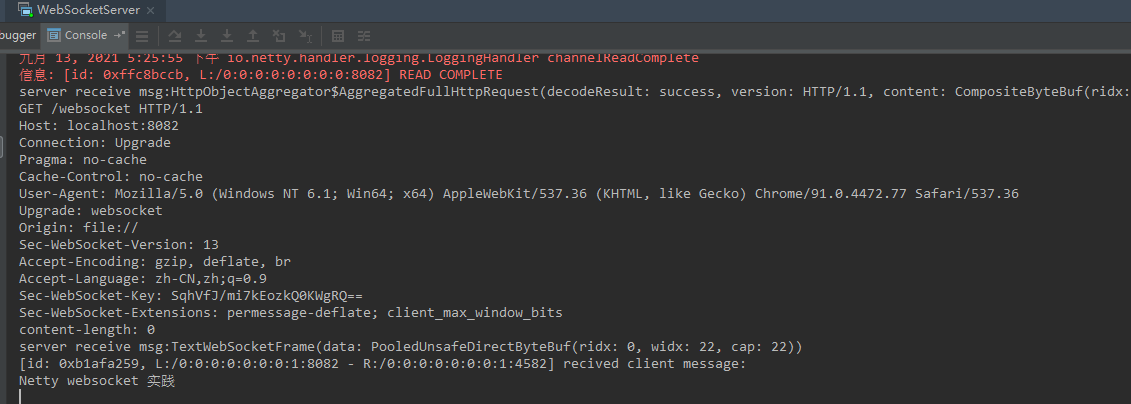 WebSocketServer
bugger Console
九月 13, 2021 5:25:55 下午 io.netty.handler.logging.LoggingHandler channelReadComplete
信息: [id: 0xffc8bccb, L:/0:0:0:0:0:0:0:0:8082] READ COMPLETE
server receive msg:HttpObjectAggregator$AggregatedFullHttpRequest(decodeResult: success, version: HTTP/1.1, content: CompositeByteBuf(ridx:
GET /websocket HTTP/1.1
Host: localhost:8082
Connection: Upgrade
Pragma: no-cache
Cache-Control: no-cache
User-Agent: Mozilla/5.0 (Windows NT 6.1; Win64; x64) AppleWebKit/537.36 (KHTML, like Gecko) Chrome/91.0.4472.77 Safari/537.36
Upgrade: websocket
Origin: file://
Sec-WebSocket-Version: 13
Accept-Encoding: gzip, deflate, br
Accept-Language: zh-CN,zh;q=0.9
Sec-WebSocket-Key: SqhVfJ/mi7kEozkQ0KWgRQ==
Sec-WebSocket-Extensions: permessage-deflate; client_max_window_bits
content-length: 0
server receive msg:TextWebSocketFrame(data: PooledUnsafeDirectByteBuf(ridx: 0, widx: 22, cap: 22))
[id: 0xb1afa259, L:/0:0:0:0:0:0:0:1:8082 - R:/0:0:0:0:0:0:0:1:4582] recived client message:
Netty websocket 实践